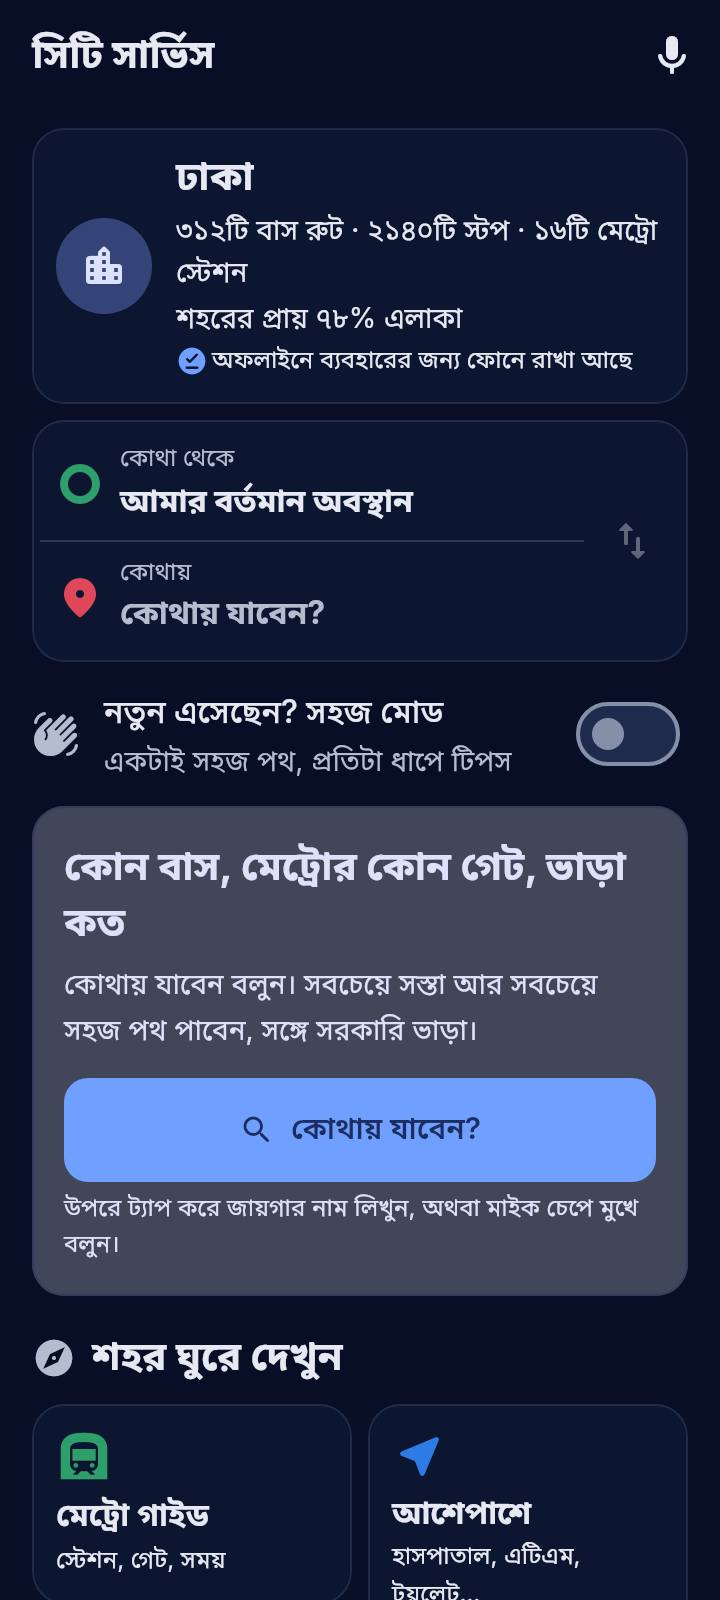 সিটি সার্ভিস
ঢাকা
৩১২টি বাস রুট · ২১৪০টি স্টপ · ১৬টি মেট্রো
স্টেশন
শহরের প্রায় ৭৮% এলাকা
অফলাইনে ব্যবহারের জন্য ফোনে রাখা আছে
কোথা থেকে
আমার বর্তমান অবস্থান
কোথায়
কোথায় যাবেন?
নতুন এসেছেন? সহজ মোড
একটাই সহজ পথ, প্রতিটা ধাপে টিপস
কোন বাস, মেট্রোর কোন গেট, ভাড়া
কত
কোথায় যাবেন বলুন। সবচেয়ে সস্তা আর সবচেয়ে
সহজ পথ পাবেন, সঙ্গে সরকারি ভাড়া।
কোথায় যাবেন?
উপরে ট্যাপ করে জায়গার নাম লিখুন, অথবা মাইক চেপে মুখে
বলুন।
শহর ঘুরে দেখুন
মেট্রো গাইড
স্টেশন, গেট, সময়
আশেপাশে
হাসপাতাল, এটিএম,
টয়লেট...